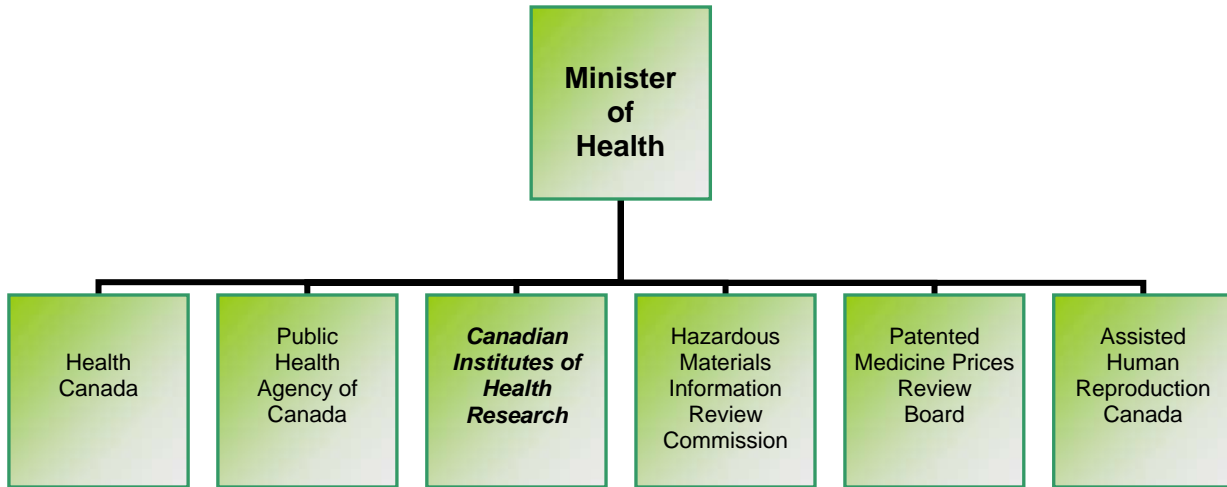 Minister
of
Health
Health
Canada
Public
Health
Agency of
Canada
Canadian
Institutes of
Health
Research
Hazardous
Materials
Information
Review
Commission
Patented
Medicine Prices
Review
Board
Assisted
Human
Reproduction
Canada